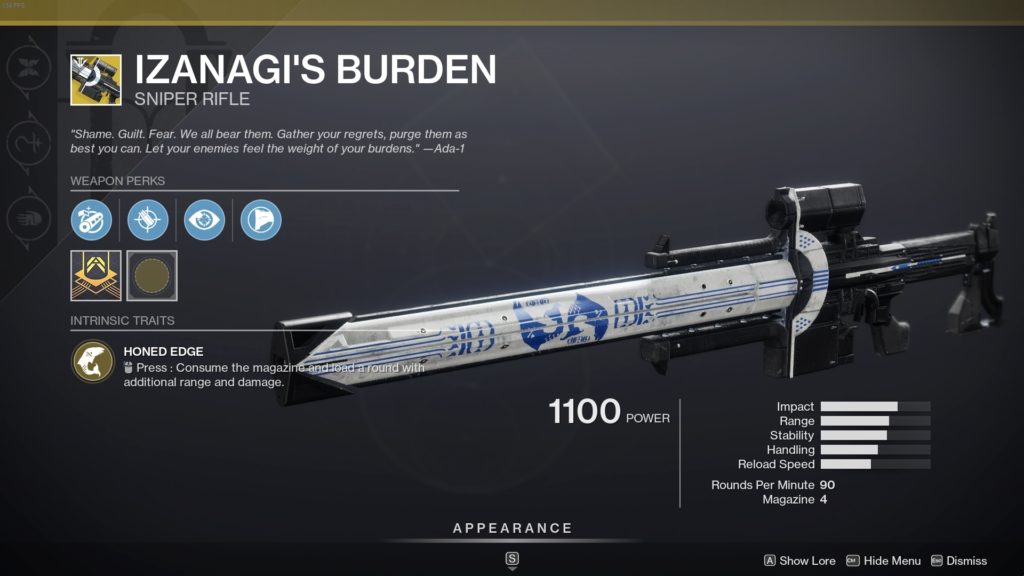 IZANAGI'S BURDEN
SNIPER RIFLE
"Shame. Guilt. Fear. We all bear them. Gather your regrets, purge them as
best you can. Let your enemies feel the weight of your burdens." —Ada-1
WEAPON PERKS
INTRINSIC TRAITS
HONED EDGE
Press : Consume the magazine and load a round with
additional range and damage.
1100 POWER
Impact
Range
Stability
Handling
Reload Speed
Rounds Per Minute 90
Magazine 4
APPEARANCE
S
A Show Lore Ctrl Hide Menu Esc Dismiss